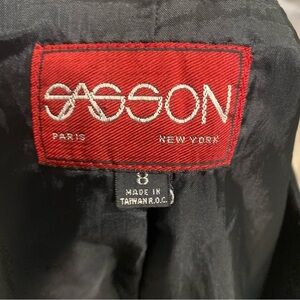 SASSON
PARIS NEW YORK
8
MADE IN
TAIWAN R.O.C.